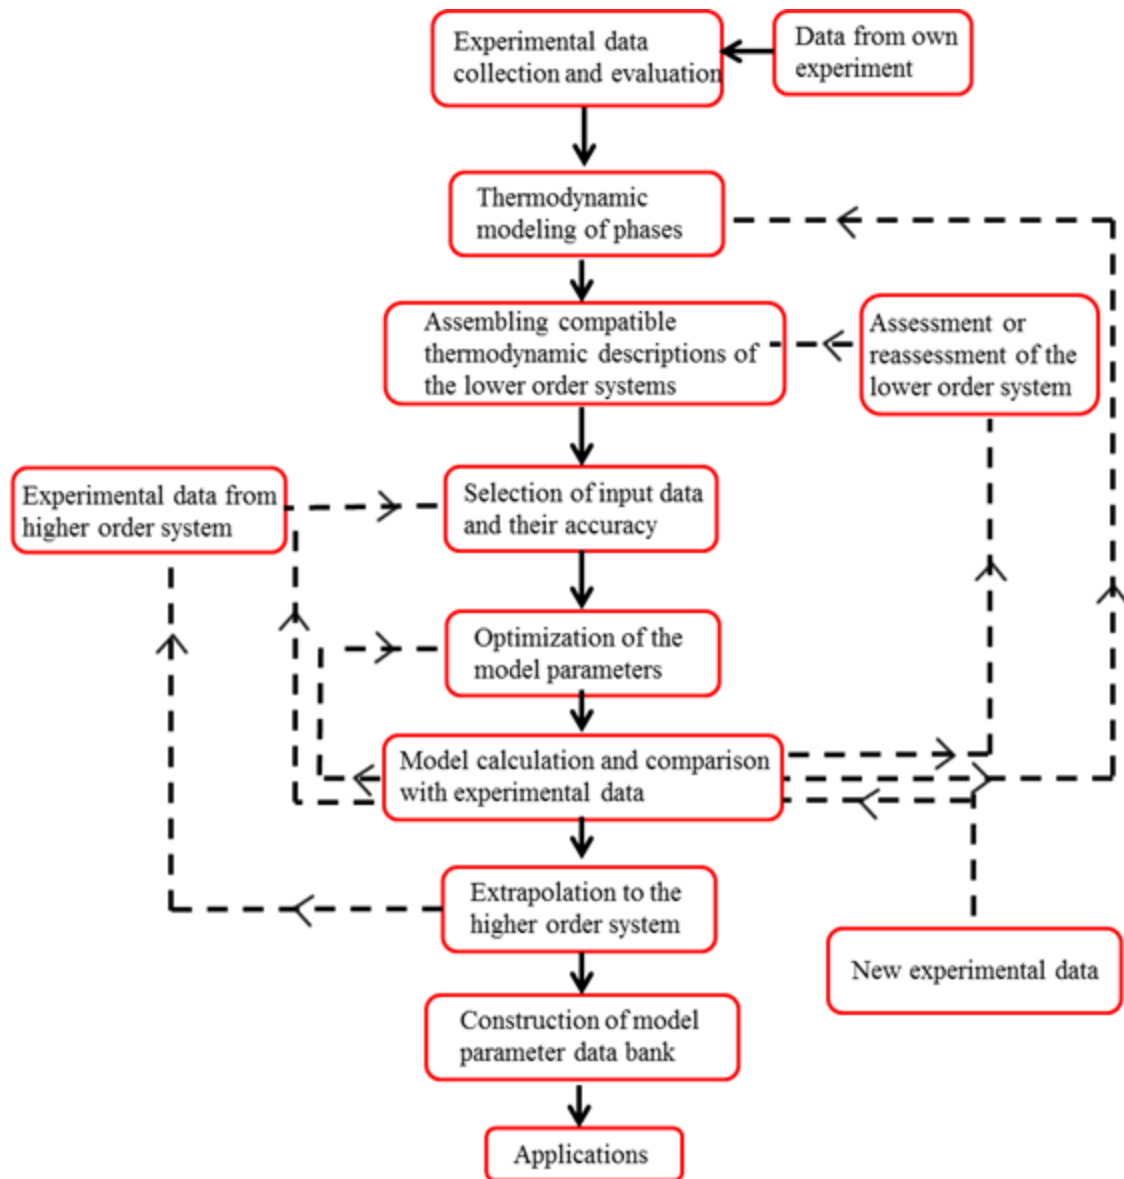 Experimental data
collection and evaluation
Data from own
experiment
Thermodynamic
modeling of phases
Assembling compatible
thermodynamic descriptions of
the lower order systems
Assessment or
reassessment of the
lower order system
Experimental data from
higher order system
Selection of input data
and their accuracy
Optimization of the
model parameters
Model calculation and comparison
with experimental data
Extrapolation to the
higher order system
New experimental data
Construction of model
parameter data bank
Applications